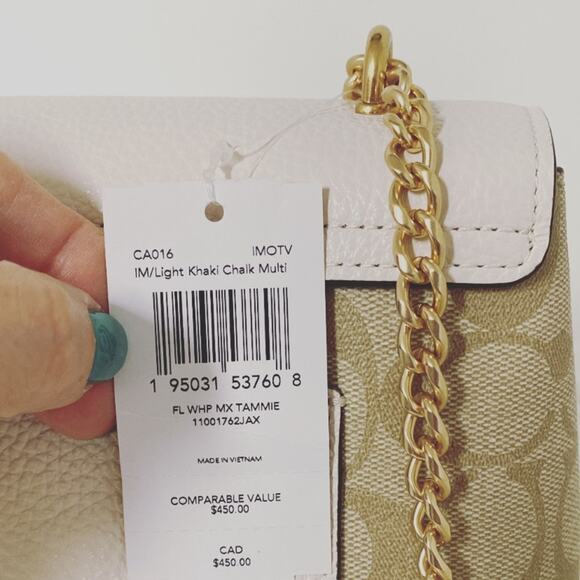 CA016 IMOTV
IM/Light Khaki Chalk Multi
1 95031 53760 8
FL WHP MX TAMMIE
11001762JAX
MADE IN VIETNAM
COMPARABLE VALUE
$450.00
CAD
$450.00